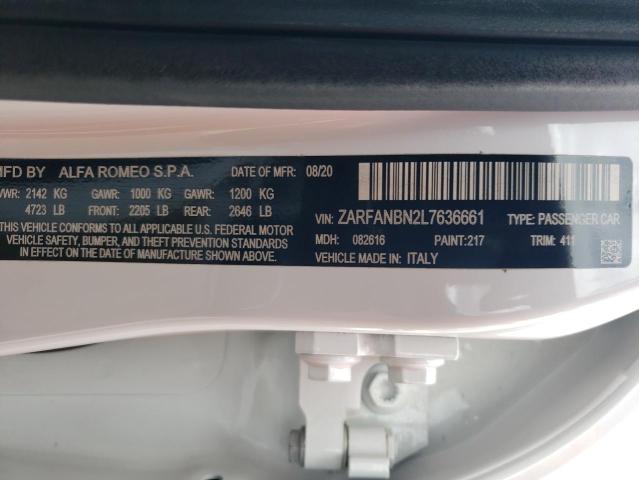 MFD BY ALFA ROMEO S.P.A. DATE OF MFR: 08/20
2142 KG GAWR: 1000 KG GAWR: 1200 KG
4723 LB FRONT: 2205 LB REAR: 2646 LB
THIS VEHICLE CONFORMS TO ALL APPLICABLE U.S. FEDERAL MOTOR
VEHICLE SAFETY, BUMPER, AND THEFT PREVENTION STANDARDS
IN EFFECT ON THE DATE OF MANUFACTURE SHOWN ABOVE.
VIN: ZARFANBN2L7636661 TYPE: PASSENGER CAR
MDH: 082616 PAINT: 217 TRIM: 411
VEHICLE MADE IN: ITALY